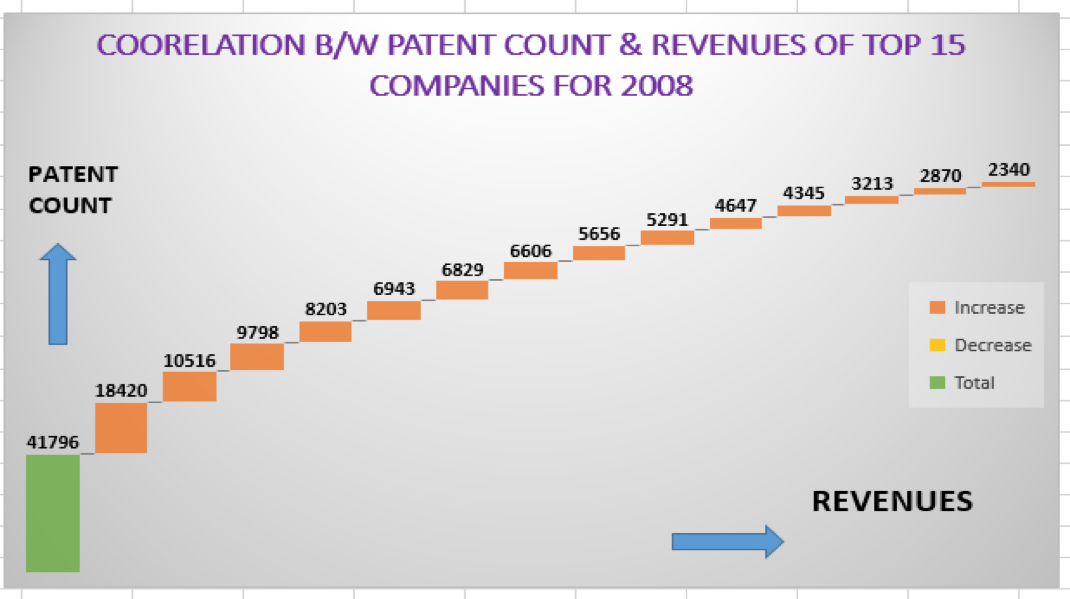 COORELATION B/W PATENT COUNT & REVENUES OF TOP 15
COMPANIES FOR 2008
PATENT
COUNT
41796
18420
10516
9798
8203
6943
6829
6606
5656
5291
4647
4345
3213
2870
2340
Increase
Decrease
Total
REVENUES